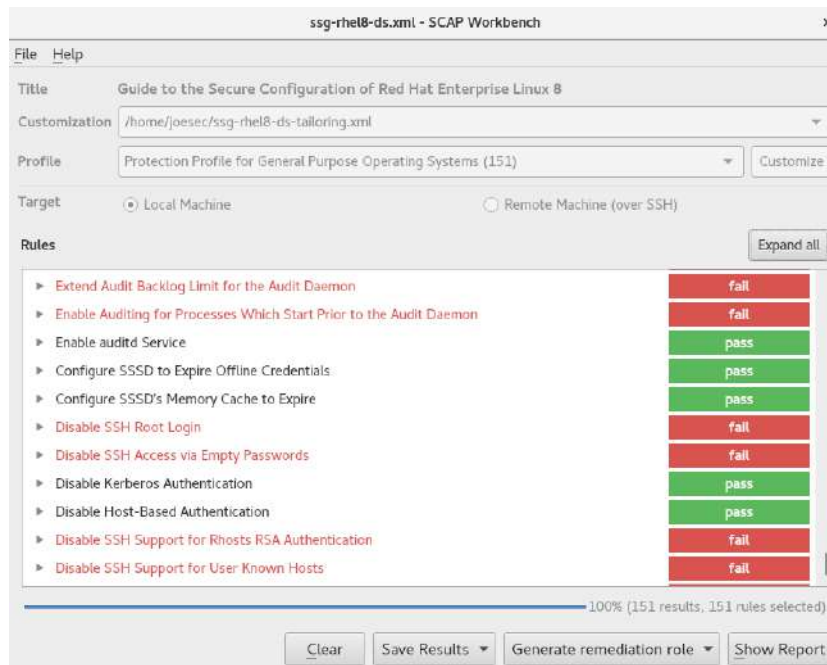 ssg-rhel8-ds.xml - SCAP Workbench
File Help
Title Guide to the Secure Configuration of Red Hat Enterprise Linux 8
Customization /home/joesec/ssg-rhel8-ds-tailoring.xml
Profile Protection Profile for General Purpose Operating Systems (151) Customize
Target Local Machine Remote Machine (over SSH)
Rules Expand all
Extend Audit Backlog Limit for the Audit Daemon fail
Enable Auditing for Processes Which Start Prior to the Audit Daemon fail
Enable auditd Service pass
Configure SSSD to Expire Offline Credentials pass
Configure SSSD's Memory Cache to Expire pass
Disable SSH Root Login fail
Disable SSH Access via Empty Passwords fail
Disable Kerberos Authentication pass
Disable Host-Based Authentication pass
Disable SSH Support for Rhosts RSA Authentication fail
Disable SSH Support for User Known Hosts fail
100% (151 results, 151 rules selected)
Clear Save Results Generate remediation role Show Report